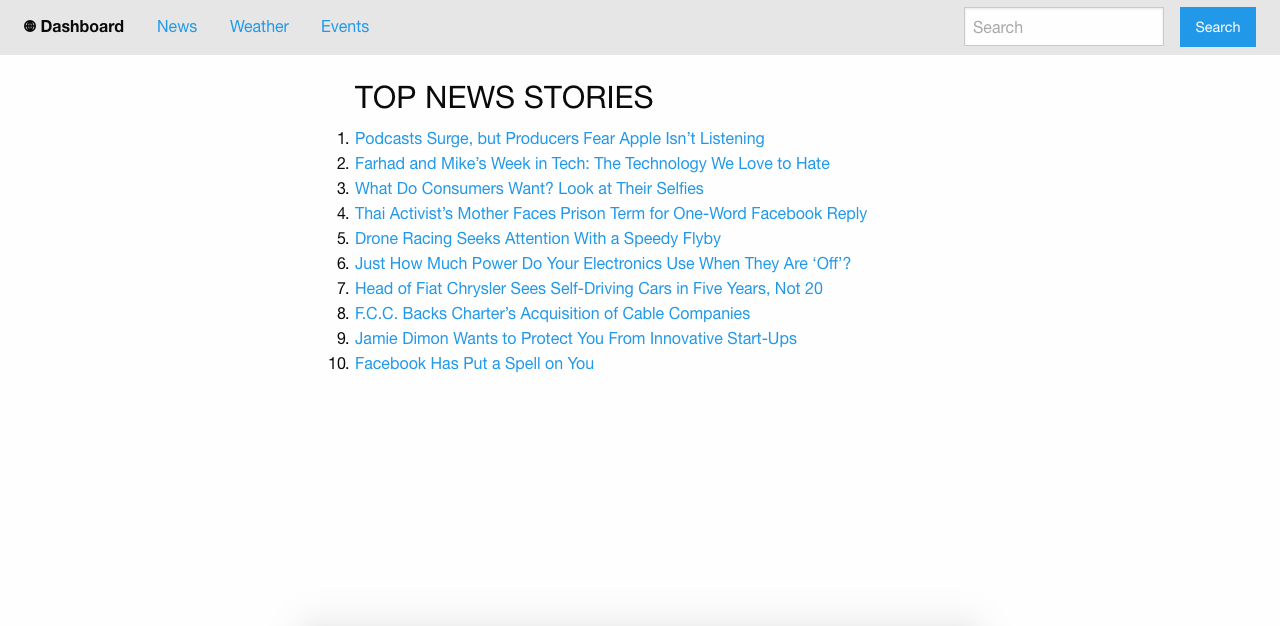 Dashboard News Weather Events Search Search
TOP NEWS STORIES
1. Podcasts Surge, but Producers Fear Apple Isn’t Listening
2. Farhad and Mike’s Week in Tech: The Technology We Love to Hate
3. What Do Consumers Want? Look at Their Selfies
4. Thai Activist’s Mother Faces Prison Term for One-Word Facebook Reply
5. Drone Racing Seeks Attention With a Speedy Flyby
6. Just How Much Power Do Your Electronics Use When They Are ‘Off’?
7. Head of Fiat Chrysler Sees Self-Driving Cars in Five Years, Not 20
8. F.C.C. Backs Charter’s Acquisition of Cable Companies
9. Jamie Dimon Wants to Protect You From Innovative Start-Ups
10. Facebook Has Put a Spell on You